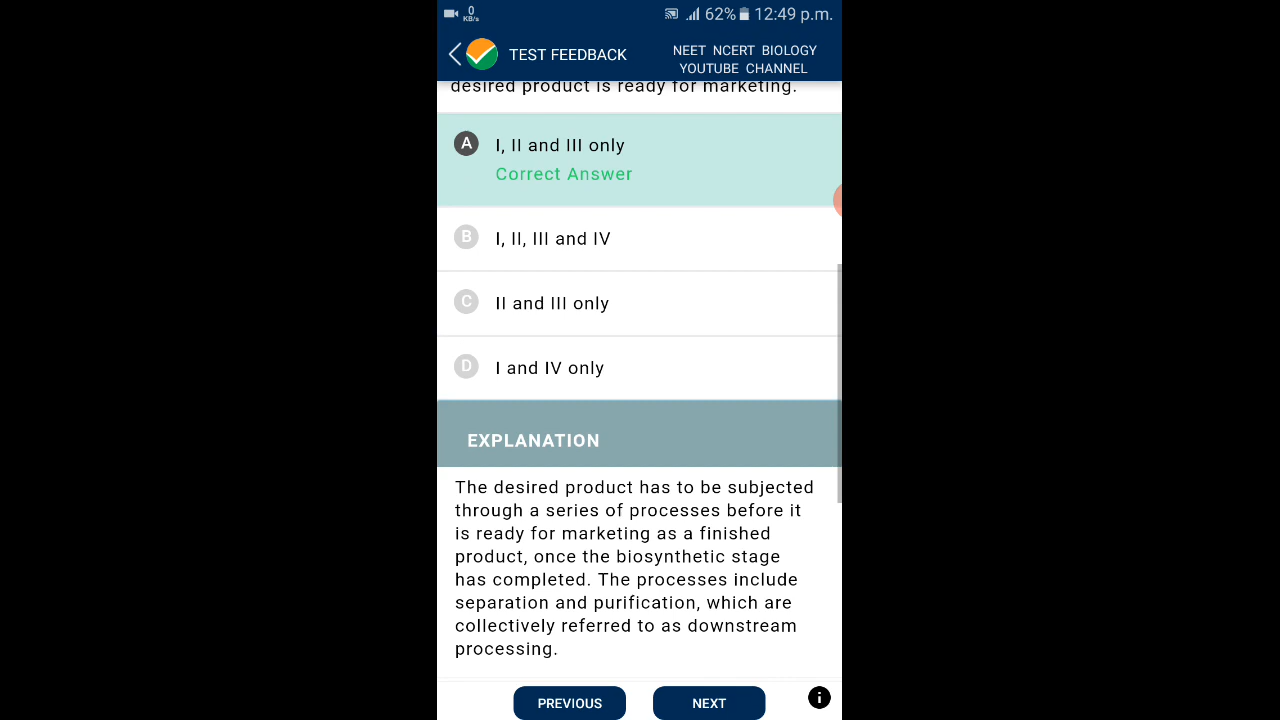 0
KB/s
62%
12:49 p.m.
TEST FEEDBACK
NEET NCERT BIOLOGY
YOUTUBE CHANNEL
desired product is ready for marketing.
A
I, II and III only
Correct Answer
B
I, II, III and IV
C
II and III only
D
I and IV only
EXPLANATION
The desired product has to be subjected
through a series of processes before it
is ready for marketing as a finished
product, once the biosynthetic stage
has completed. The processes include
separation and purification, which are
collectively referred to as downstream
processing.
PREVIOUS
NEXT
i